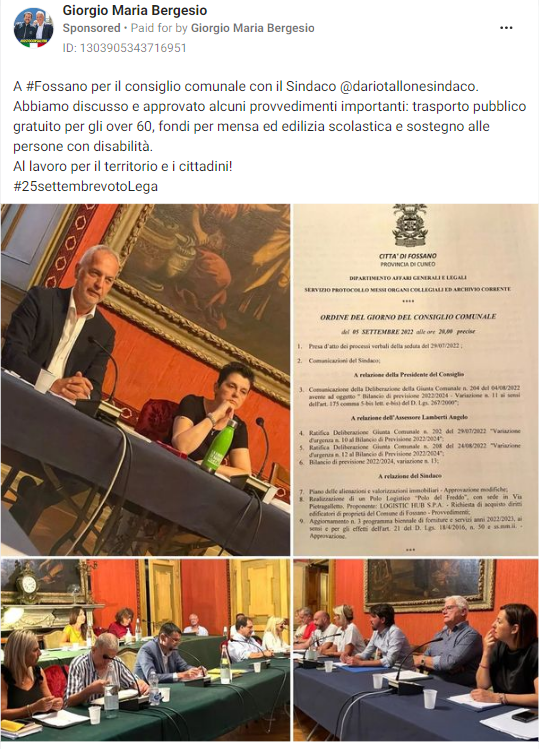 Giorgio Maria Bergesio
Sponsored • Paid for by Giorgio Maria Bergesio
ID: 1303905343716951
A #Fossano per il consiglio comunale con il Sindaco @dariotallonesindaco.
Abbiamo discusso e approvato alcuni provvedimenti importanti: trasporto pubblico
gratuito per gli over 60, fondi per mensa ed edilizia scolastica e sostegno alle
persone con disabilità.
Al lavoro per il territorio e i cittadini!
#25settembrevotoLega
CITTA' DI FOSSANO
PROVINCIA DI CUNEO
DIPARTIMENTO AFFARI GENERALI E LEGALI
SERVIZIO PROTOCOLLO MESSI ORGANI COLLEGIALI ED ARCHIVIO CORRENTE
****
ORDINE DEL GIORNO DEL CONSIGLIO COMUNALE
del 05 SETTEMBRE 2022 alle ore 20,00 precise
1. Presa d'atto dei processi verbali della seduta del 29/07/2022 ;
2. Comunicazioni del Sindaco;
A relazione della Presidente del Consiglio
3. Comunicazione della Deliberazione della Giunta Comunale n. 204 del 04/08/2022
avente ad oggetto " Bilancio di previsione 2022/2024 - Variazione n. 11 ai sensi
dell'art. 175 comma 5-bis lett. e-bis) del D. Lgs. 267/2000";
A relazione dell'Assessore Lamberti Angelo
4. Ratifica Deliberazione Giunta Comunale n. 202 del 29/07/2022 "Variazione
d'urgenza n. 10 al Bilancio di Previsione 2022/2024";
5. Ratifica Deliberazione Giunta Comunale n. 208 del 24/08/2022 "Variazione
d'urgenza n. 12 al Bilancio di Previsione 2022/2024";
6. Bilancio di previsione 2022/2024, variazione n. 13;
A relazione del Sindaco
7. Piano delle alienazioni e valorizzazioni immobiliari - Approvazione modifiche;
8. Realizzazione di un Polo Logistico "Polo del Freddo", con sede in Via
Pietragalletto. Proponente: LOGISTIC HUB S.P.A. - Richiesta di acquisto diritti
edificatori di proprietà del Comune di Fossano - Provvedimenti;
9. Aggiornamento n. 3 programma biennale di forniture e servizi anni 2022/2023, ai
sensi e per gli effetti dell'art. 21 del D. Lgs. 18/4/2016, n. 50 e ss.mm.ii. -
Approvazione.
***